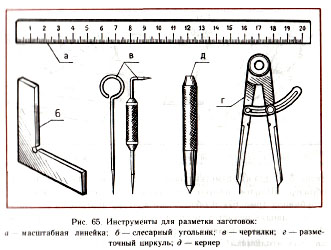 1 2 3 4 5 6 7 8 9 10 11 12 13 14 15 16 17 18 19 20
а
в
д
б
г
Рис. 65. Инструменты для разметки заготовок:
а — масштабная линейка; б — слесарный угольник; в — чертилки; г — разме-
точный циркуль; д — кернер